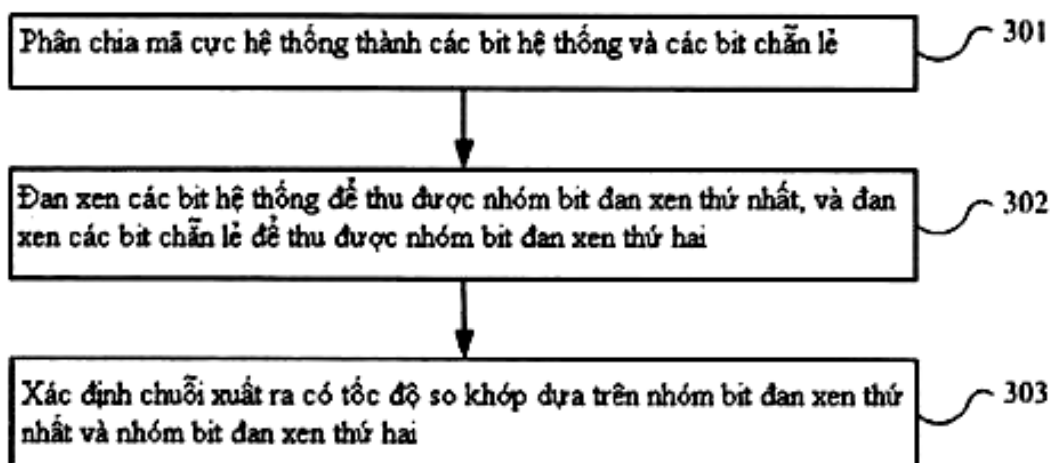 Phân chia mã cực hệ thống thành các bit hệ thống và các bit chẵn lẻ
301
Đan xen các bit hệ thống để thu được nhóm bit đan xen thứ nhất, và đan
xen các bit chẵn lẻ để thu được nhóm bit đan xen thứ hai
302
Xác định chuỗi xuất ra có tốc độ so khớp dựa trên nhóm bit đan xen thứ
nhất và nhóm bit đan xen thứ hai
303